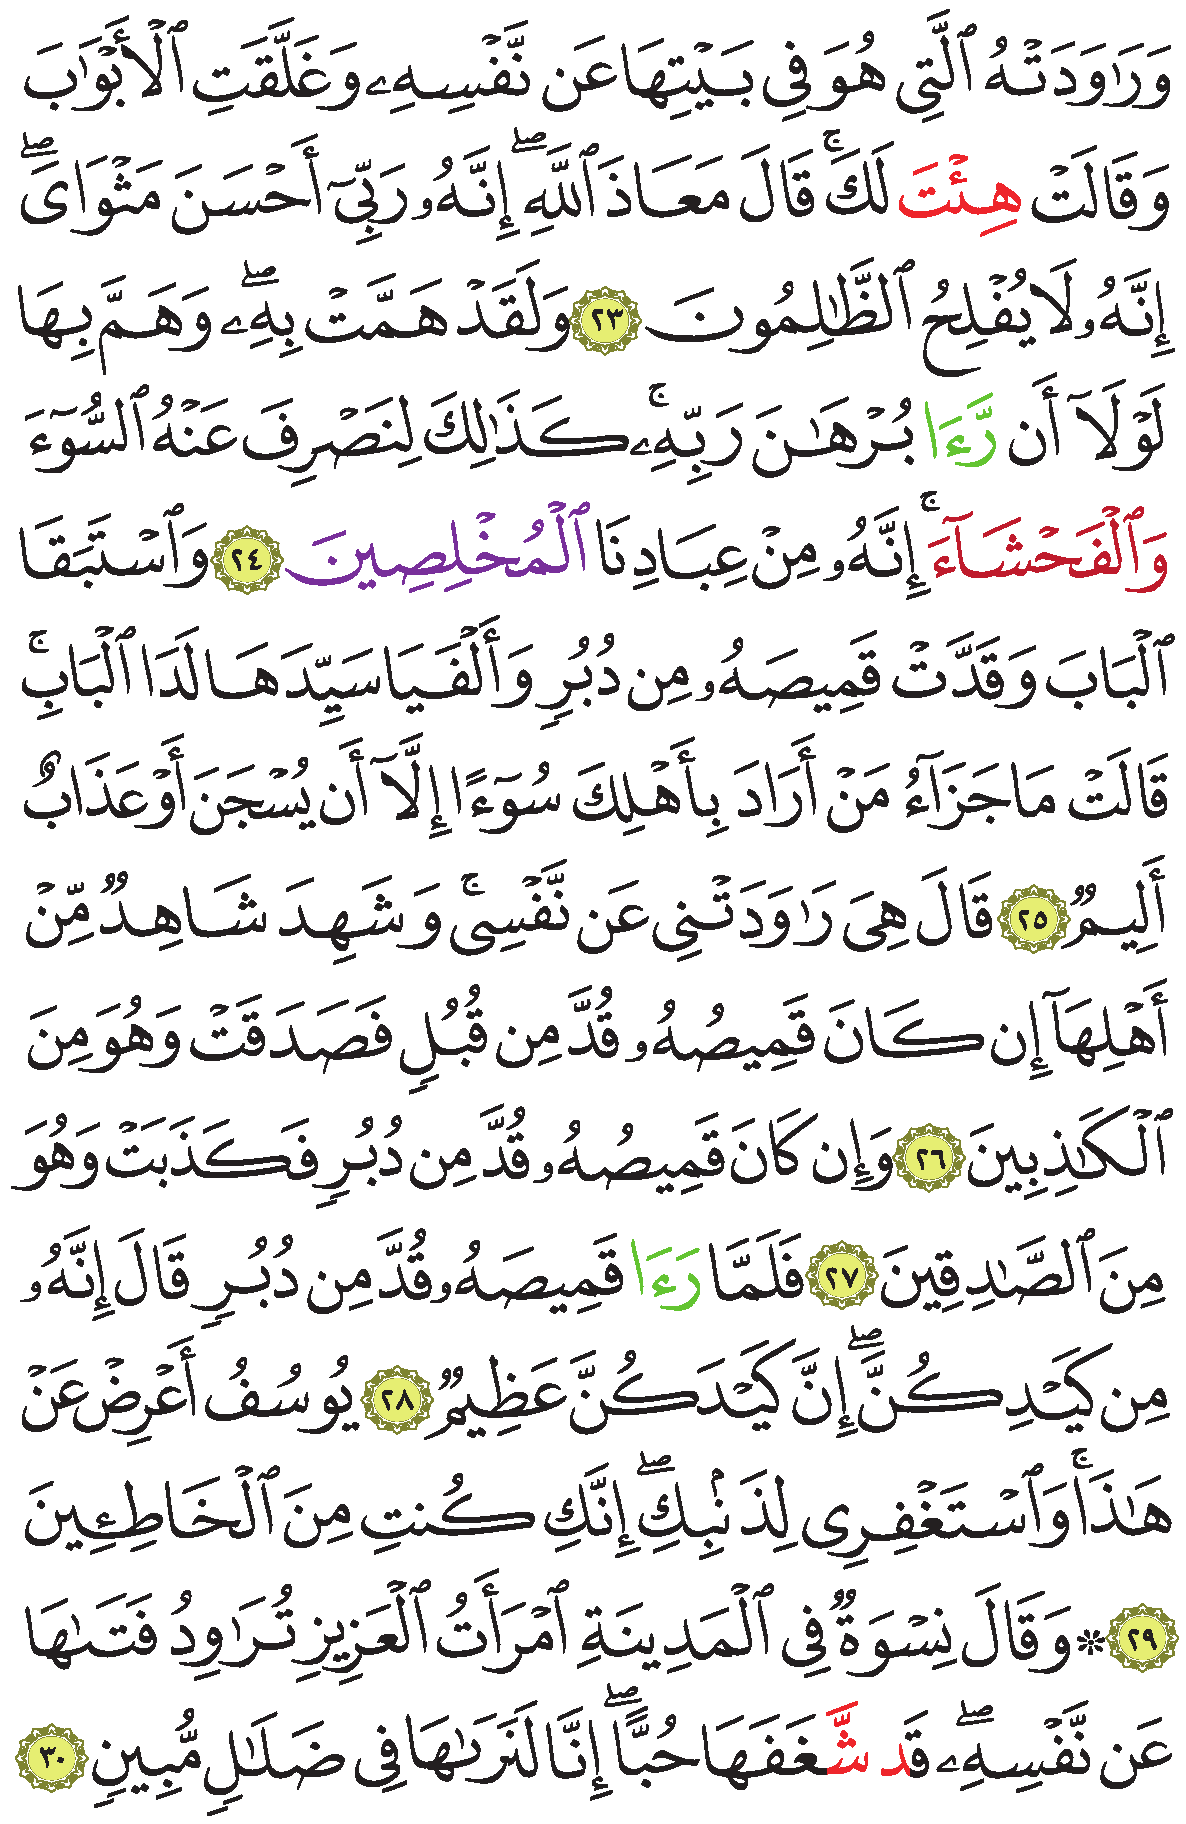 وَرَٰوَدَتْهُ ٱلَّتِى هُوَ فِى بَيْتِهَا عَن نَّفْسِهِۦ وَغَلَّقَتِ ٱلْأَبْوَٰبَ
وَقَالَتْ هِئْتَ لَكَ ۚ قَالَ مَعَاذَ ٱللَّهِ ۖ إِنَّهُۥ رَبِّىٓ أَحْسَنَ مَثْوَاىَ ۖ
إِنَّهُۥ لَا يُفْلِحُ ٱلظَّٰلِمُونَ ٢٣ وَلَقَدْ هَمَّتْ بِهِۦ ۖ وَهَمَّ بِهَا
لَوْلَآ أَن رَّءَا بُرْهَٰنَ رَبِّهِۦ ۚ كَذَٰلِكَ لِنَصْرِفَ عَنْهُ ٱلسُّوٓءَ
وَٱلْفَحْشَآءَ ۚ إِنَّهُۥ مِنْ عِبَادِنَا ٱلْمُخْلِصِينَ ٢٤ وَٱسْتَبَقَا
ٱلْبَابَ وَقَدَّتْ قَمِيصَهُۥ مِن دُبُرٍ وَأَلْفَيَا سَيِّدَهَا لَدَا ٱلْبَابِ ۚ
قَالَتْ مَا جَزَآءُ مَنْ أَرَادَ بِأَهْلِكَ سُوٓءًا إِلَّآ أَن يُسْجَنَ أَوْ عَذَابٌ
أَلِيمٌ ٢٥ قَالَ هِىَ رَٰوَدَتْنِى عَن نَّفْسِى ۚ وَشَهِدَ شَاهِدٌ مِّنْ
أَهْلِهَآ إِن كَانَ قَمِيصُهُۥ قُدَّ مِن قُبُلٍ فَصَدَقَتْ وَهُوَ مِنَ
ٱلْكَٰذِبِينَ ٢٦ وَإِن كَانَ قَمِيصُهُۥ قُدَّ مِن دُبُرٍ فَكَذَبَتْ وَهُوَ
مِنَ ٱلصَّٰدِقِينَ ٢٧ فَلَمَّا رَءَا قَمِيصَهُۥ قُدَّ مِن دُبُرٍ قَالَ إِنَّهُۥ
مِن كَيْدِكُنَّ ۖ إِنَّ كَيْدَكُنَّ عَظِيمٌ ٢٨ يُوسُفُ أَعْرِضْ عَنْ
هَٰذَا ۚ وَٱسْتَغْفِرِى لِذَنۢبِكِ ۖ إِنَّكِ كُنتِ مِنَ ٱلْخَاطِـِٔينَ
٢٩ ۞ وَقَالَ نِسْوَةٌ فِى ٱلْمَدِينَةِ ٱمْرَأَتُ ٱلْعَزِيزِ تُرَٰوِدُ فَتَىٰهَا
عَن نَّفْسِهِۦ ۖ قَد شَّغَفَهَا حُبًّا ۖ إِنَّا لَنَرَىٰهَا فِى ضَلَٰلٍ مُّبِينٍ ٣٠